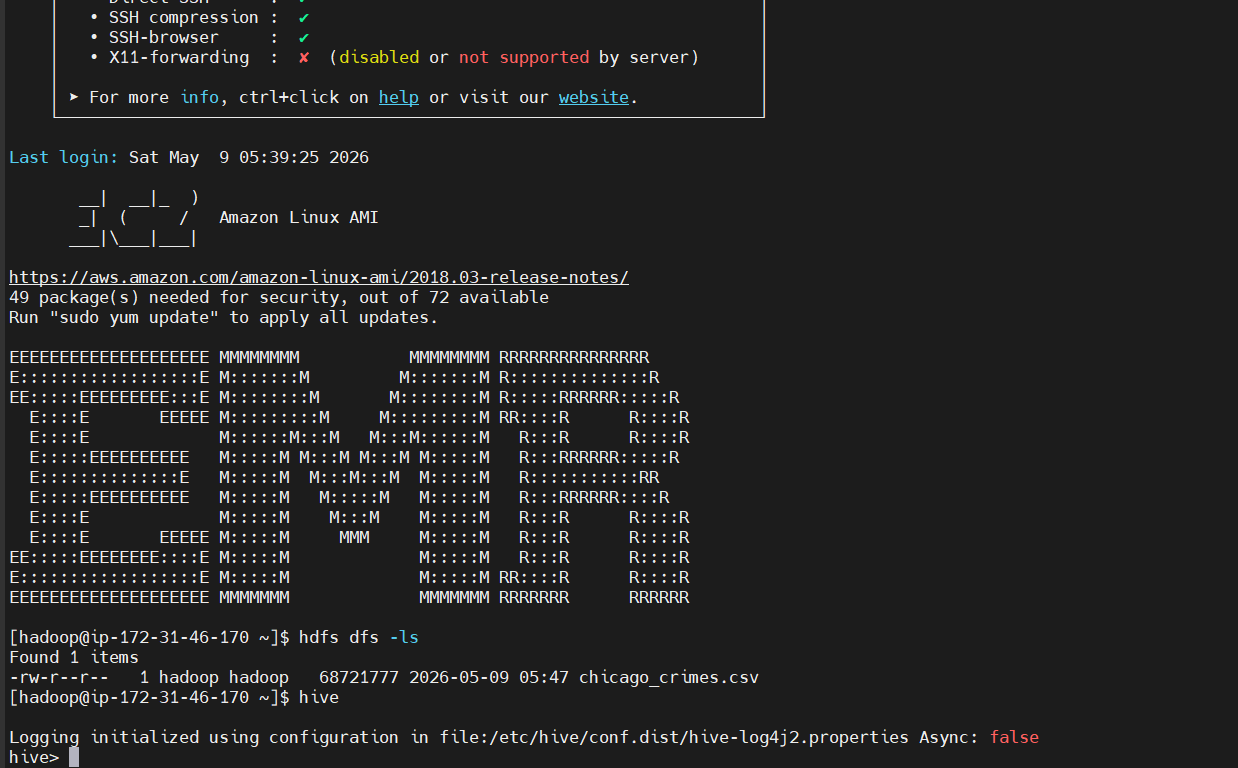 • SSH compression : ✔
• SSH-browser     : ✔
• X11-forwarding  : ✘  (disabled or not supported by server)
➤ For more info, ctrl+click on help or visit our website.
Last login: Sat May  9 05:39:25 2026
       __|  __|_  )
       _|  (     /   Amazon Linux AMI
      ___|\___|___|
https://aws.amazon.com/amazon-linux-ami/2018.03-release-notes/
49 package(s) needed for security, out of 72 available
Run "sudo yum update" to apply all updates.
EEEEEEEEEEEEEEEEEEEE MMMMMMMM           MMMMMMMM RRRRRRRRRRRRRRR
E::::::::::::::::::E M:::::::M         M:::::::M R::::::::::::::R
EE:::::EEEEEEEEE:::E M::::::::M       M::::::::M R:::::RRRRRR:::::R
  E::::E       EEEEE M:::::::::M     M:::::::::M RR::::R      R::::R
  E::::E             M::::::M:::M   M:::M::::::M   R:::R      R::::R
  E:::::EEEEEEEEEE   M:::::M M:::M M:::M M:::::M   R:::RRRRRR:::::R
  E::::::::::::::E   M:::::M  M:::M:::M  M:::::M   R:::::::::::RR
  E:::::EEEEEEEEEE   M:::::M   M:::::M   M:::::M   R:::RRRRRR::::R
  E::::E             M:::::M    M:::M    M:::::M   R:::R      R::::R
  E::::E       EEEEE M:::::M     MMM     M:::::M   R:::R      R::::R
EE:::::EEEEEEEE::::E M:::::M             M:::::M   R:::R      R::::R
E::::::::::::::::::E M:::::M             M:::::M RR::::R      R::::R
EEEEEEEEEEEEEEEEEEEE MMMMMMM             MMMMMMM RRRRRRR      RRRRRR
[hadoop@ip-172-31-46-170 ~]$ hdfs dfs -ls
Found 1 items
-rw-r--r--   1 hadoop hadoop   68721777 2026-05-09 05:47 chicago_crimes.csv
[hadoop@ip-172-31-46-170 ~]$ hive
Logging initialized using configuration in file:/etc/hive/conf.dist/hive-log4j2.properties Async: false
hive>